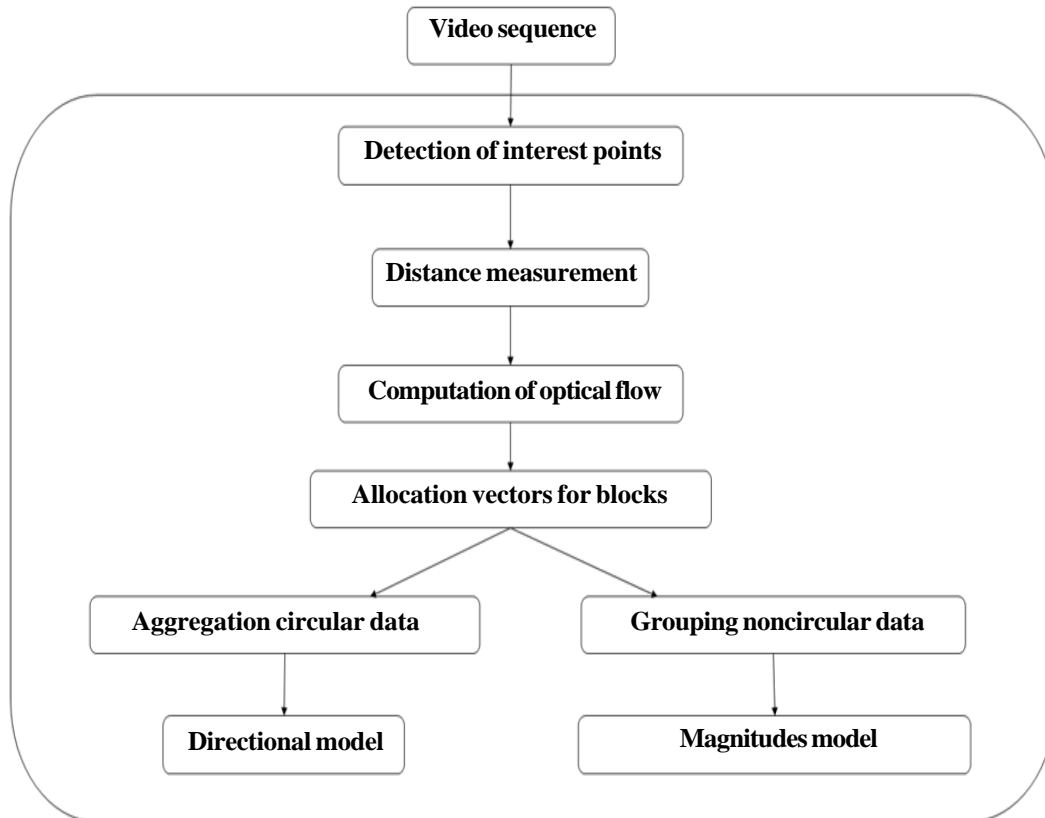 Video sequence
Detection of interest points
Distance measurement
Computation of optical flow
Allocation vectors for blocks
Aggregation circular data
Grouping noncircular data
Directional model
Magnitudes model